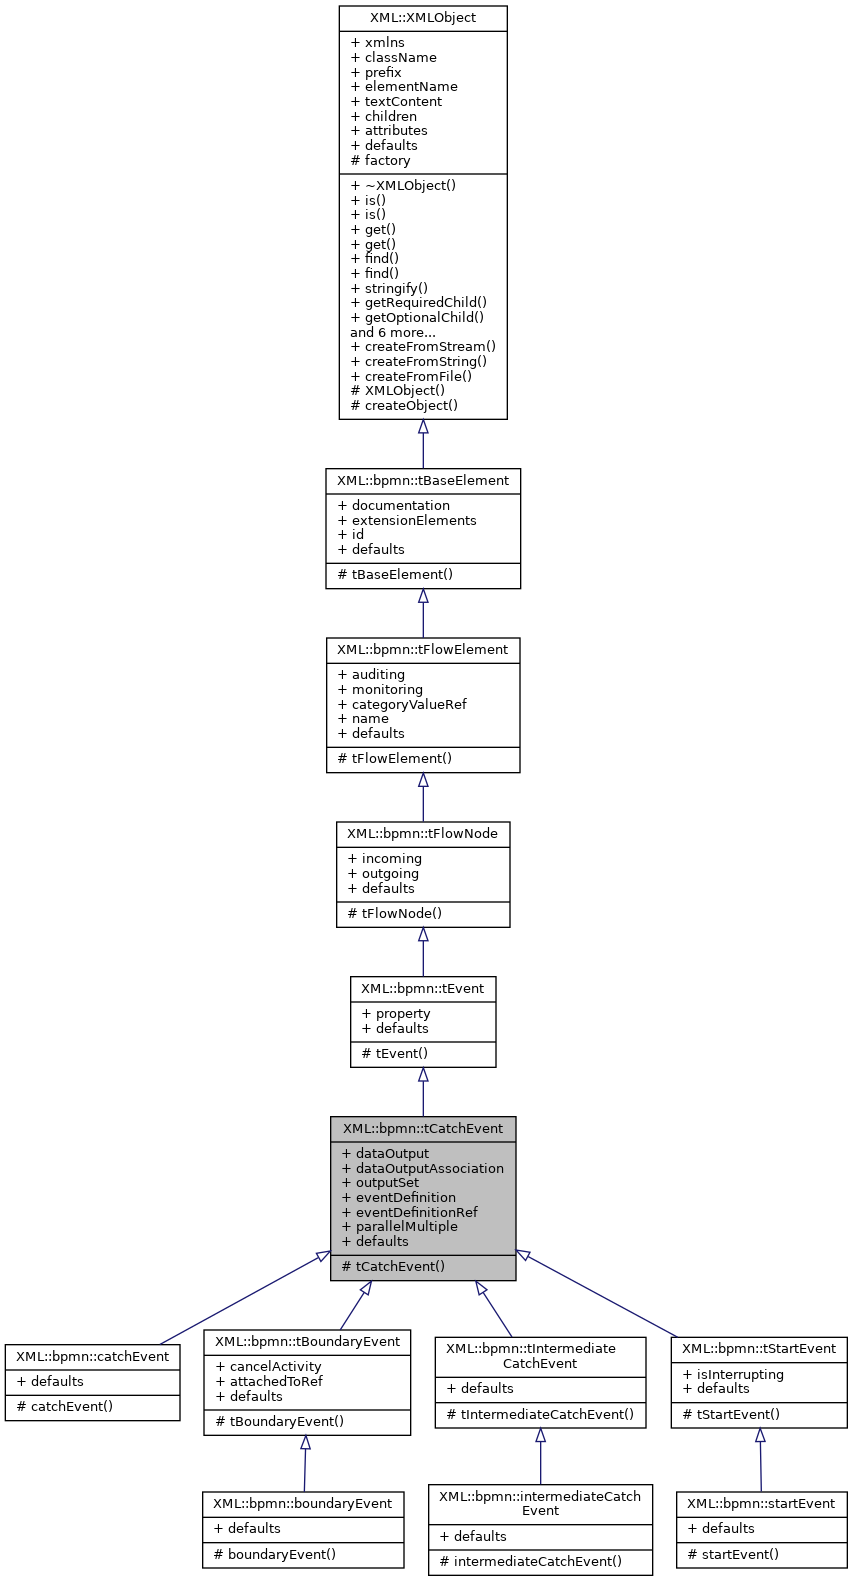 XML::XMLObject
+ xmlns
+ className
+ prefix
+ elementName
+ textContent
+ children
+ attributes
+ defaults
# factory
+ ~XMLObject()
+ is()
+ is()
+ get()
+ get()
+ find()
+ find()
+ stringify()
+ getRequiredChild()
+ getOptionalChild()
and 6 more...
+ createFromStream()
+ createFromString()
+ createFromFile()
# XMLObject()
# createObject()
XML::bpmn::tBaseElement
+ documentation
+ extensionElements
+ id
+ defaults
# tBaseElement()
XML::bpmn::tFlowElement
+ auditing
+ monitoring
+ categoryValueRef
+ name
+ defaults
# tFlowElement()
XML::bpmn::tFlowNode
+ incoming
+ outgoing
+ defaults
# tFlowNode()
XML::bpmn::tEvent
+ property
+ defaults
# tEvent()
XML::bpmn::tCatchEvent
+ dataOutput
+ dataOutputAssociation
+ outputSet
+ eventDefinition
+ eventDefinitionRef
+ parallelMultiple
+ defaults
# tCatchEvent()
XML::bpmn::catchEvent
+ defaults
# catchEvent()
XML::bpmn::tBoundaryEvent
+ cancelActivity
+ attachedToRef
+ defaults
# tBoundaryEvent()
XML::bpmn::tIntermediate
CatchEvent
+ defaults
# tIntermediateCatchEvent()
XML::bpmn::tStartEvent
+ isInterrupting
+ defaults
# tStartEvent()
XML::bpmn::boundaryEvent
+ defaults
# boundaryEvent()
XML::bpmn::intermediateCatch
Event
+ defaults
# intermediateCatchEvent()
XML::bpmn::startEvent
+ defaults
# startEvent()